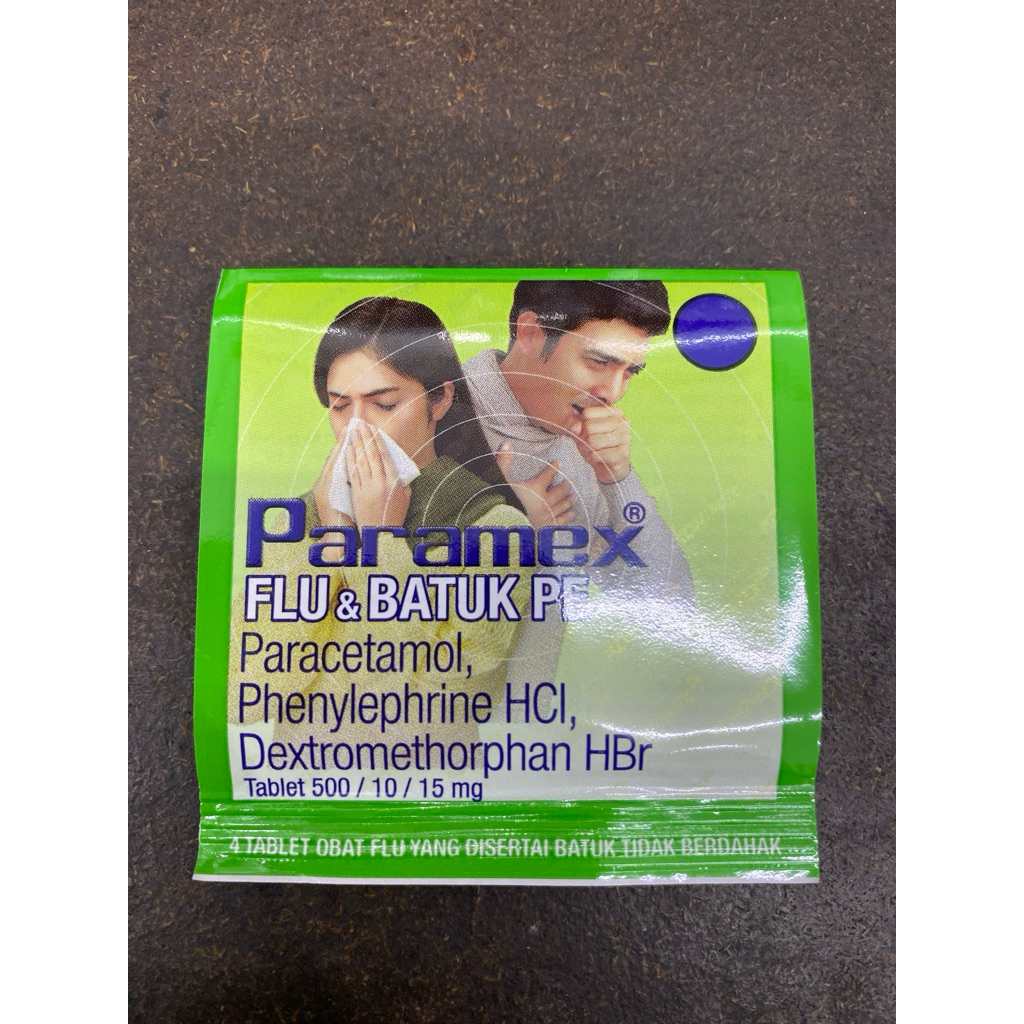 Paramex®
FLU & BATUK PE
Paracetamol,
Phenylephrine HCl,
Dextromethorphan HBr
Tablet 500 / 10 / 15 mg
4 TABLET OBAT FLU YANG DISERTAI BATUK TIDAK BERDAHAK